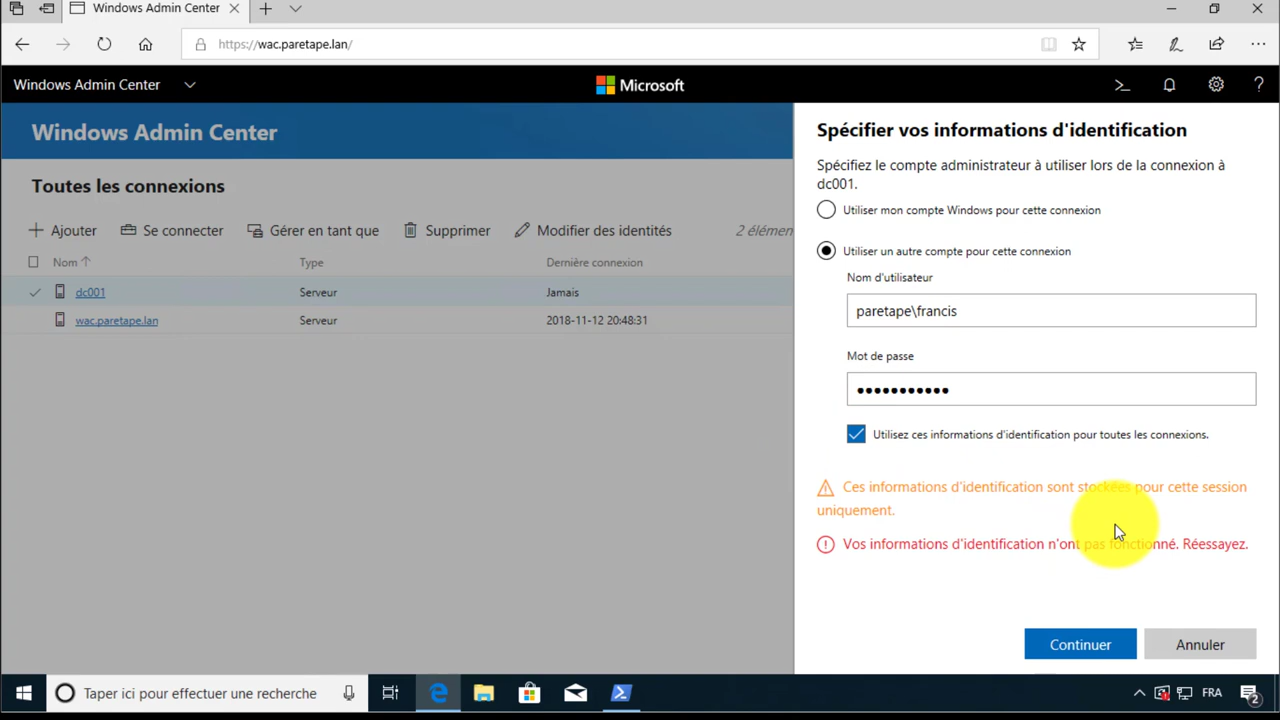 Windows Admin Center
https://wac.paretape.lan/
Windows Admin Center
Microsoft
Windows Admin Center
Toutes les connexions
Ajouter
Se connecter
Gérer en tant que
Supprimer
Modifier des identités
2 élémen
Nom
Type
Dernière connexion
dc001
Serveur
Jamais
wac.paretape.lan
Serveur
2018-11-12 20:48:31
Spécifier vos informations d'identification
Spécifiez le compte administrateur à utiliser lors de la connexion à
dc001.
Utiliser mon compte Windows pour cette connexion
Utiliser un autre compte pour cette connexion
Nom d'utilisateur
paretape\francis
Mot de passe
Utilisez ces informations d'identification pour toutes les connexions.
Ces informations d'identification sont stockées pour cette session
uniquement.
Vos informations d'identification n'ont pas fonctionné. Réessayez.
Continuer
Annuler
Taper ici pour effectuer une recherche
FRA
2